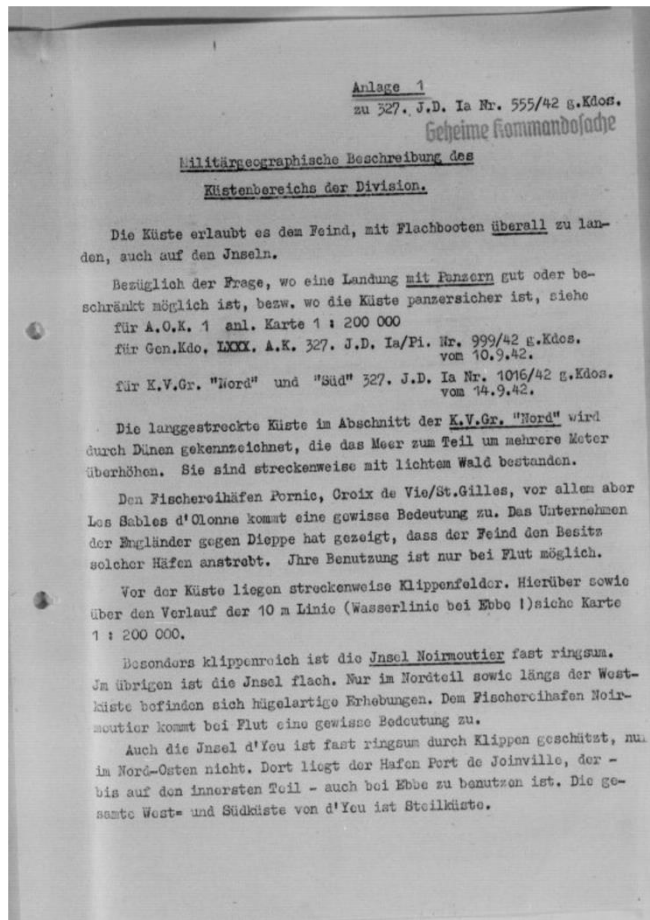 Anlage 1
zu 327. J.D. Ia Nr. 555/42 g.Kdos.
Geheime Kommandosache
Militärgeographische Beschreibung des
Küstenbereichs der Division.
Die Küste erlaubt es dem Feind, mit Flachbooten überall zu lan-
den, auch auf den Jnseln.
Bezüglich der Frage, wo eine Landung mit Panzern gut oder be-
schränkt möglich ist, bezw. wo die Küste panzersicher ist, siehe
für A.O.K. 1 anl. Karte 1 : 200 000
für Gen.Kdo. LXXX. A.K. 327. J.D. Ia/Pi. Nr. 999/42 g.Kdos.
vom 10.9.42.
für K.V.Gr. "Nord" und "Süd" 327. J.D. Ia Nr. 1016/42 g.Kdos.
vom 14.9.42.
Die langgestreckte Küste im Abschnitt der K.V.Gr. "Nord" wird
durch Dünen gekennzeichnet, die das Meer zum Teil um mehrere Meter
überhöhen. Sie sind streckenweise mit lichtem Wald bestanden.
Den Fischereihäfen Pornic, Croix de Vie/St.Gilles, vor allem aber
Les Sables d'Olonne kommt eine gewisse Bedeutung zu. Das Unternehmen
der Engländer gegen Dieppe hat gezeigt, dass der Feind den Besitz
solcher Häfen anstrebt. Jhre Benutzung ist nur bei Flut möglich.
Vor der Küste liegen streckenweise Klippenfelder. Hierüber sowie
über den Verlauf der 10 m Linie (Wasserlinie bei Ebbe !)siehe Karte
1 : 200 000.
Besonders klippenreich ist die Jnsel Noirmoutier fast ringsum.
Jm übrigen ist die Jnsel flach. Nur im Nordteil sowie längs der West-
küste befinden sich hügelartige Erhebungen. Dem Fischereihafen Noir-
moutier kommt bei Flut eine gewisse Bedeutung zu.
Auch die Jnsel d'Yeu ist fast ringsum durch Klippen geschützt, nu
im Nord-Osten nicht. Dort liegt der Hafen Port de Joinville, der -
bis auf den innersten Teil - auch bei Ebbe zu benutzen ist. Die ge-
samte West= und Südküste von d'Yeu ist Steilküste.